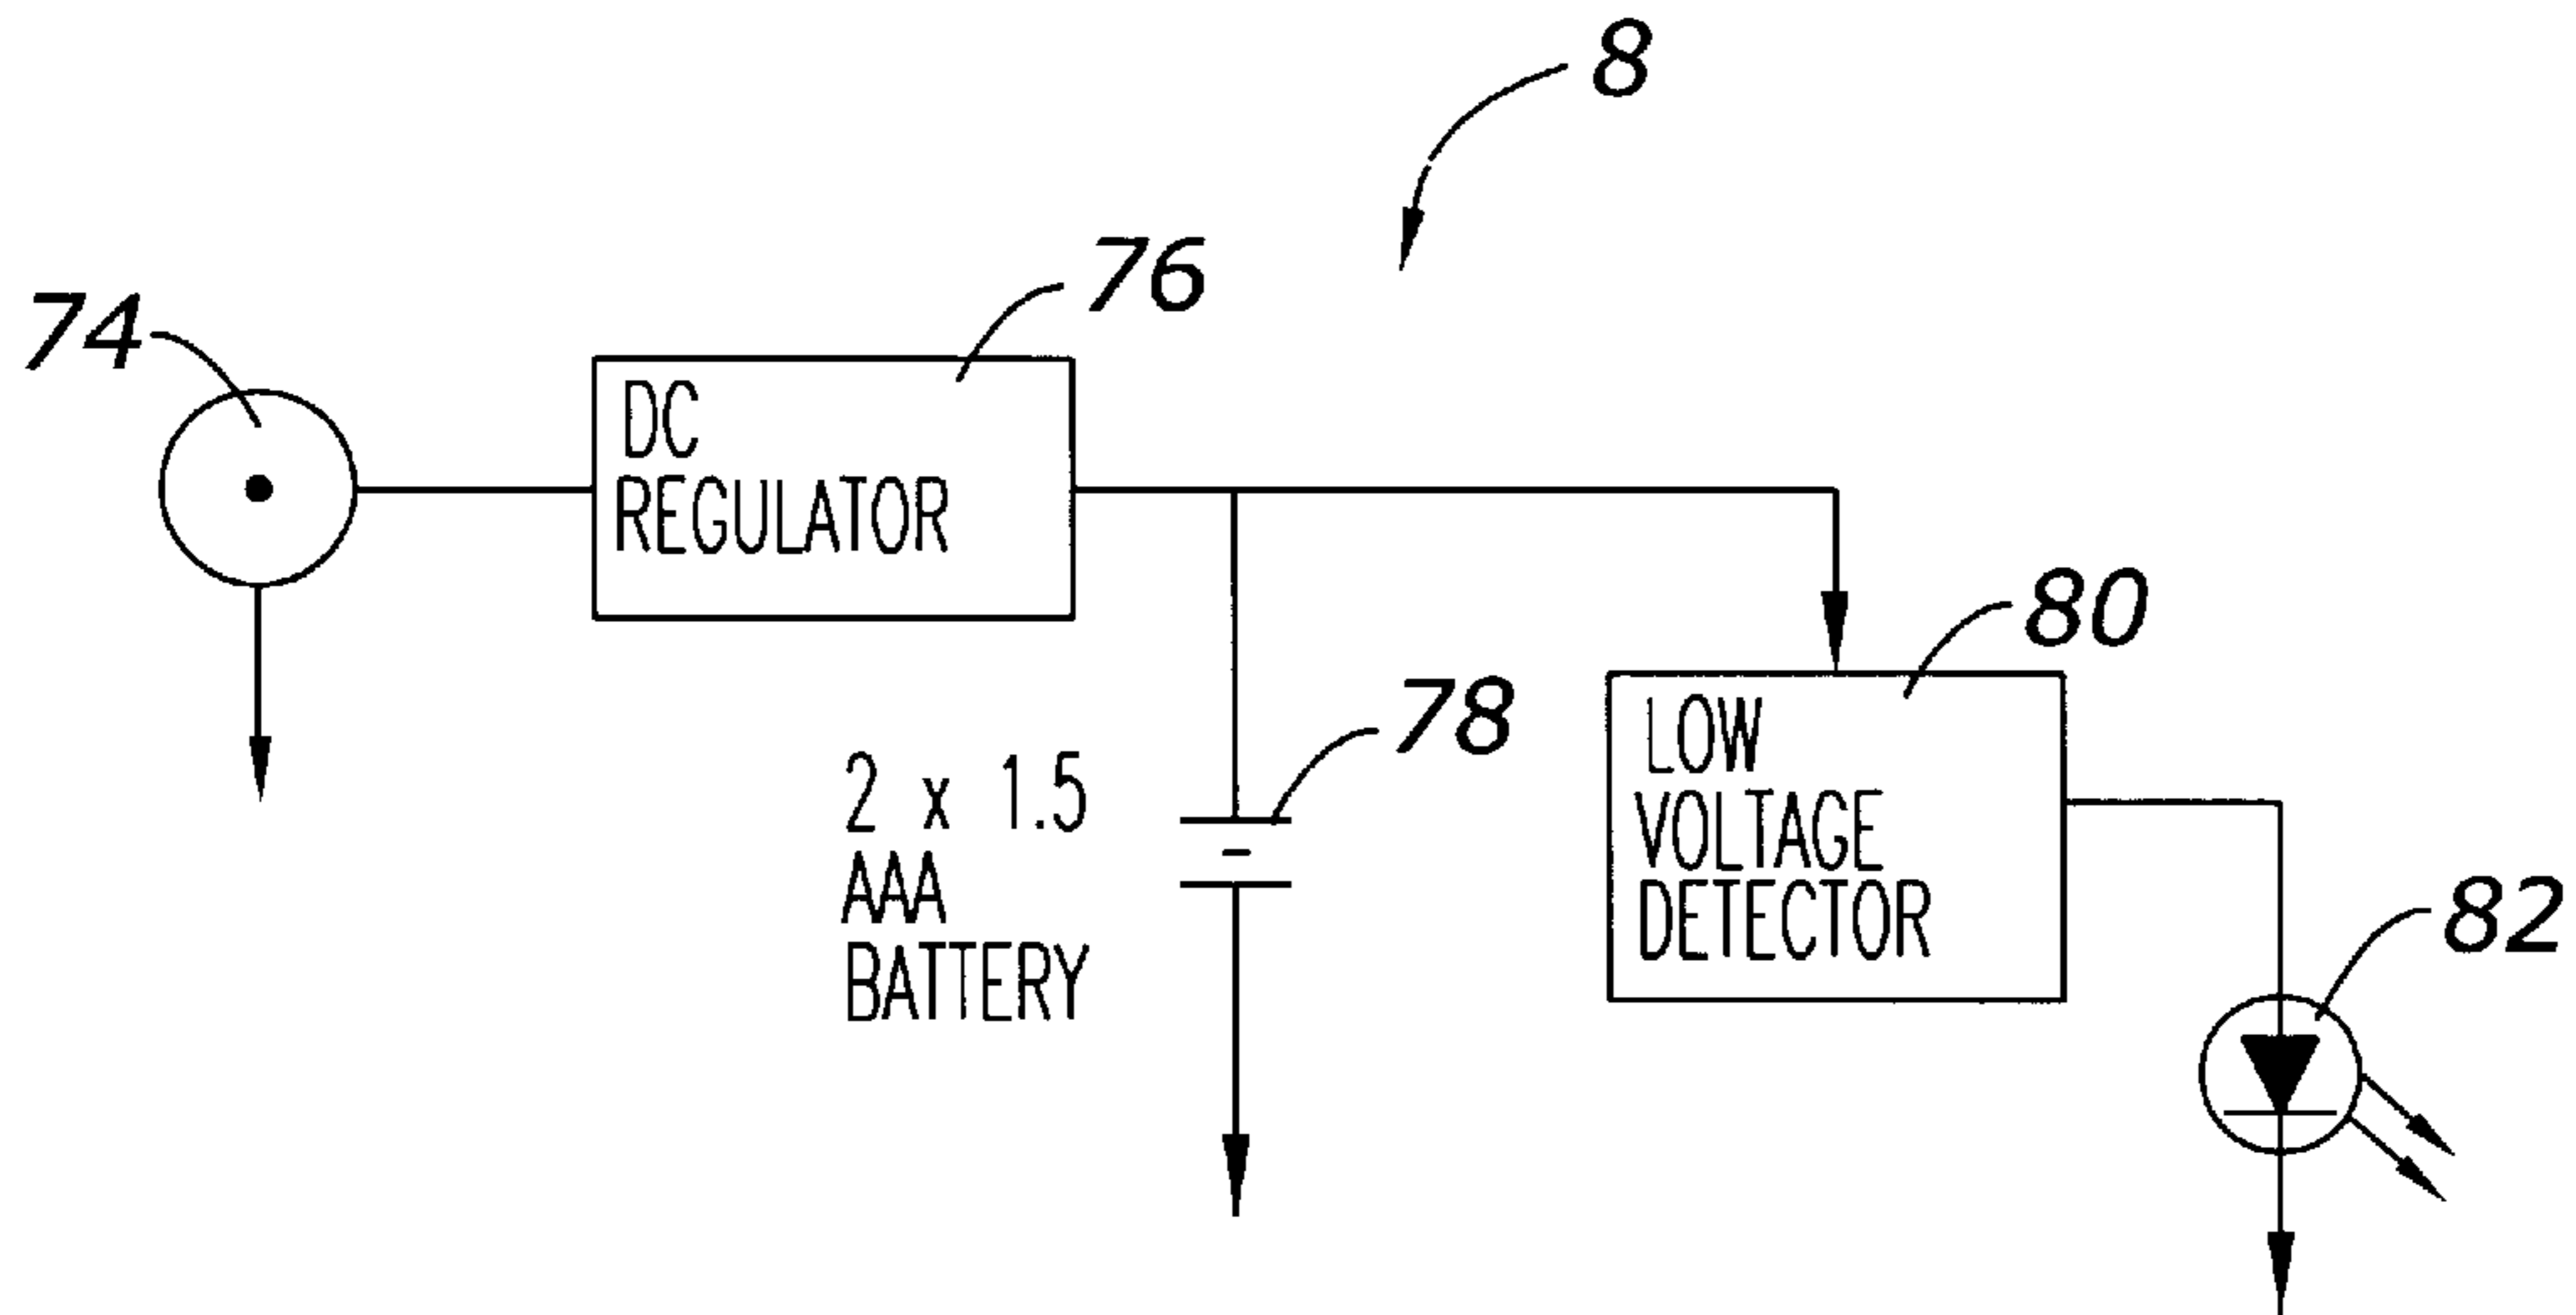 8
76
74
DC
REGULATOR
80
78
2 x 1.5
AAA
BATTERY
LOW
VOLTAGE
DETECTOR
82